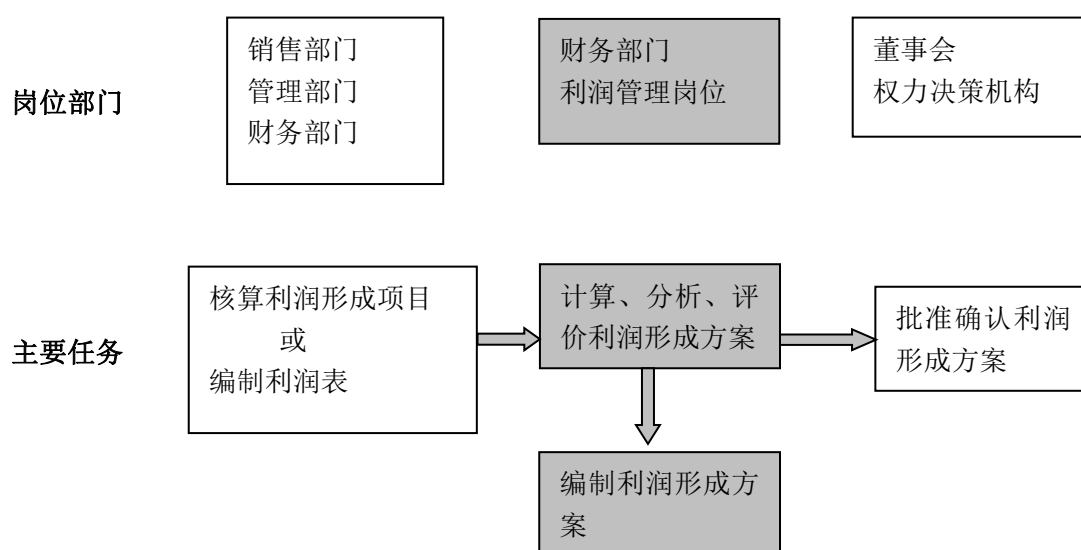 岗位部门
销售部门
管理部门
财务部门
财务部门
利润管理岗位
董事会
权力决策机构
主要任务
核算利润形成项目
或
编制利润表
计算、分析、评
价利润形成方案
批准确认利润
形成方案
编制利润形成方
案